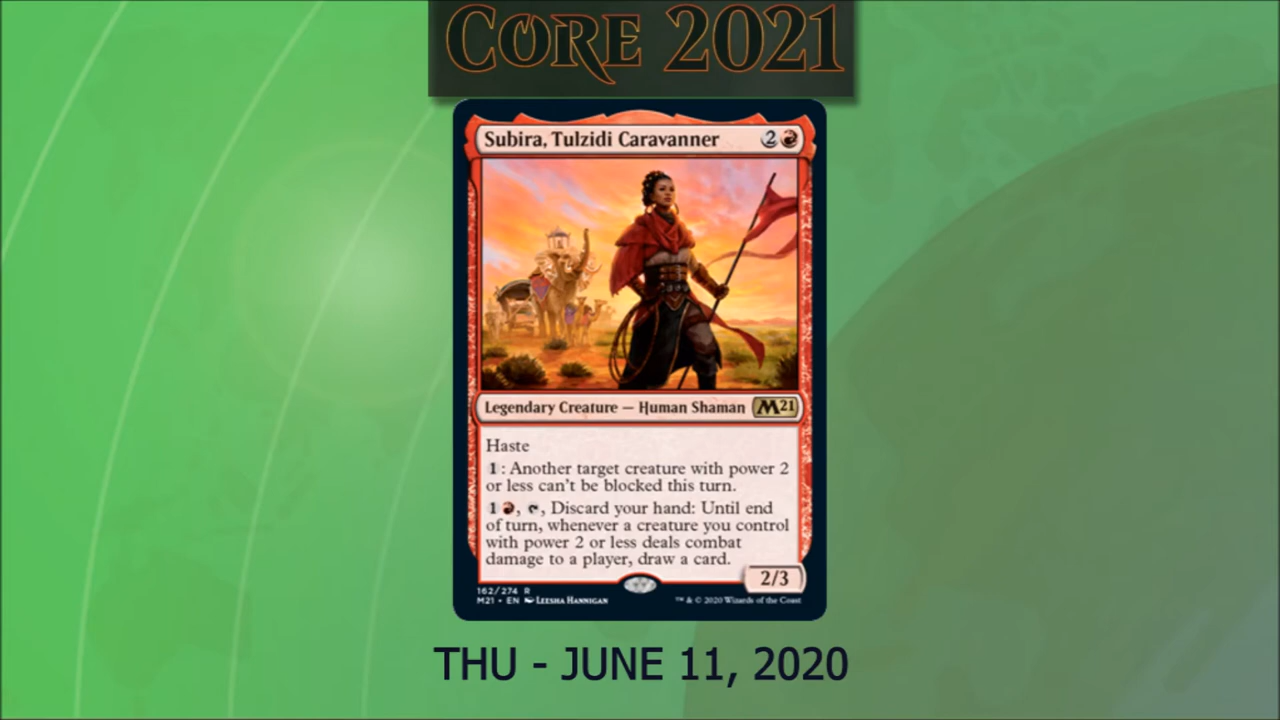 CORE 2021
Subira, Tulzidi Caravanner 2
Legendary Creature — Human Shaman M21
Haste
1: Another target creature with power 2
or less can't be blocked this turn.
1 , , Discard your hand: Until end
of turn, whenever a creature you control
with power 2 or less deals combat
damage to a player, draw a card.
2/3
162/274 R
M21 • EN LEESHA HANNIGAN
™ & © 2020 Wizards of the Coast
THU - JUNE 11, 2020